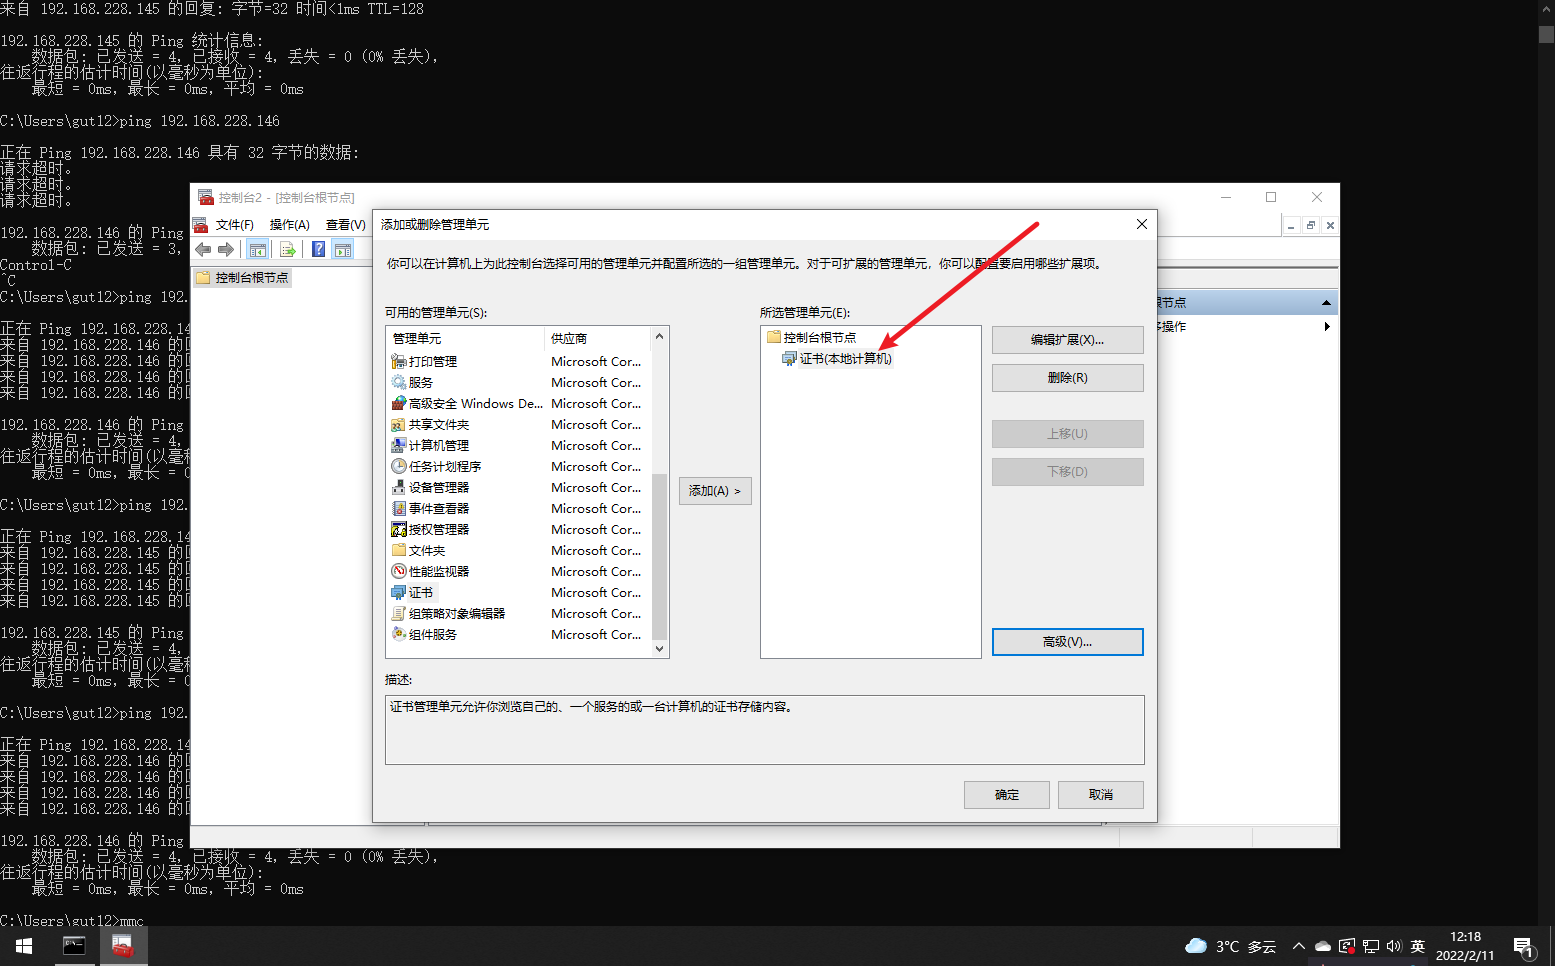 来自 192.168.228.145 的回复: 字节=32 时间<1ms TTL=128
192.168.228.145 的 Ping 统计信息:
数据包: 已发送 = 4, 已接收 = 4, 丢失 = 0 (0% 丢失),
往返行程的估计时间(以毫秒为单位):
最短 = 0ms, 最长 = 0ms, 平均 = 0ms
C:\Users\gut12>ping 192.168.228.146
正在 Ping 192.168.228.146 具有 32 字节的数据:
请求超时。
请求超时。
请求超时。
192.168.228.146 的 Ping
数据包: 已发送 = 3,
Control-C
^C
C:\Users\gut12>ping 192.
正在 Ping 192.168.228.14
来自 192.168.228.146 的
来自 192.168.228.146 的
来自 192.168.228.146 的
来自 192.168.228.146 的
192.168.228.146 的 Ping
数据包: 已发送 = 4,
往返行程的估计时间(以毫
最短 = 0ms, 最长 =
C:\Users\gut12>ping 192.
正在 Ping 192.168.228.14
来自 192.168.228.145 的
来自 192.168.228.145 的
来自 192.168.228.145 的
来自 192.168.228.145 的
192.168.228.145 的 Ping
数据包: 已发送 = 4,
往返行程的估计时间(以毫
最短 = 0ms, 最长 =
C:\Users\gut12>ping 192.
正在 Ping 192.168.228.14
来自 192.168.228.146 的
来自 192.168.228.146 的
来自 192.168.228.146 的
来自 192.168.228.146 的
192.168.228.146 的 Ping
数据包: 已发送 = 4, 已接收 = 4, 丢失 = 0 (0% 丢失),
往返行程的估计时间(以毫秒为单位):
最短 = 0ms, 最长 = 0ms, 平均 = 0ms
C:\Users\gut12>mmc
控制台2 - [控制台根节点]
文件(F) 操作(A) 查看(V)
控制台根节点
节点
操作
添加或删除管理单元
你可以在计算机上为此控制台选择可用的管理单元并配置所选的一组管理单元。对于可扩展的管理单元，你可以配置要启用哪些扩展项。
可用的管理单元(S):
管理单元 供应商
打印管理 Microsoft Cor...
服务 Microsoft Cor...
高级安全 Windows De... Microsoft Cor...
共享文件夹 Microsoft Cor...
计算机管理 Microsoft Cor...
任务计划程序 Microsoft Cor...
设备管理器 Microsoft Cor...
事件查看器 Microsoft Cor...
授权管理器 Microsoft Cor...
文件夹 Microsoft Cor...
性能监视器 Microsoft Cor...
证书 Microsoft Cor...
组策略对象编辑器 Microsoft Cor...
组件服务 Microsoft Cor...
添加(A) >
所选管理单元(E):
控制台根节点
证书(本地计算机)
编辑扩展(X)...
删除(R)
上移(U)
下移(D)
高级(V)...
描述:
证书管理单元允许你浏览自己的、一个服务的或一台计算机的证书存储内容。
确定 取消
3°C 多云
英
12:18
2022/2/11
1